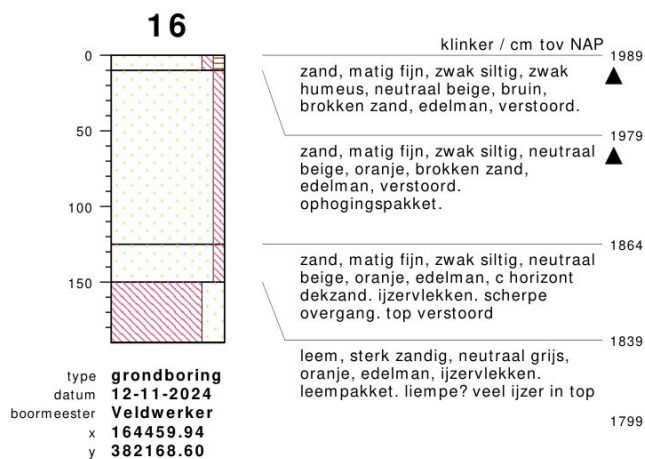 16
klinker / cm tov NAP
0
1989
zand, matig fijn, zwak siltig, zwak
humeus, neutraal beige, bruin,
brokken zand, edelman, verstoord.
50
1979
zand, matig fijn, zwak siltig, neutraal
beige, oranje, brokken zand,
edelman, verstoord.
ophogingspakket.
100
1864
zand, matig fijn, zwak siltig, neutraal
beige, oranje, edelman, c horizont
dekzand. ijzervlekken. scherpe
overgang. top verstoord
150
1839
leem, sterk zandig, neutraal grijs,
oranje, edelman, ijzervlekken.
leempakket. liempe? veel ijzer in top
1799
type grondboring
datum 12-11-2024
boormeester Veldwerker
x 164459.94
y 382168.60